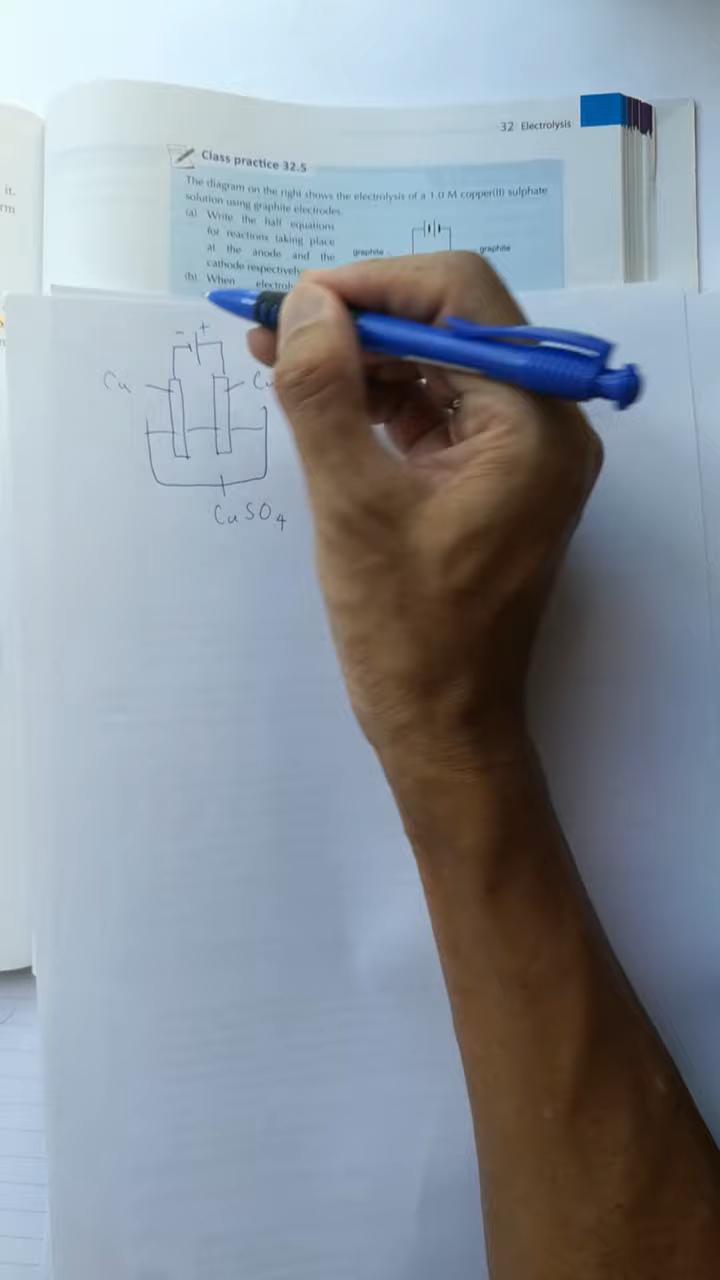 it.
rm
32 Electrolysis
Class practice 32.5
The diagram on the right shows the electrolysis of a 1.0 M copper(II) sulphate
solution using graphite electrodes.
(a) Write the half equations
for reactions taking place
at the anode and the
cathode respectively.
graphite
graphite
(b) When
- +
Cu
CuSO4